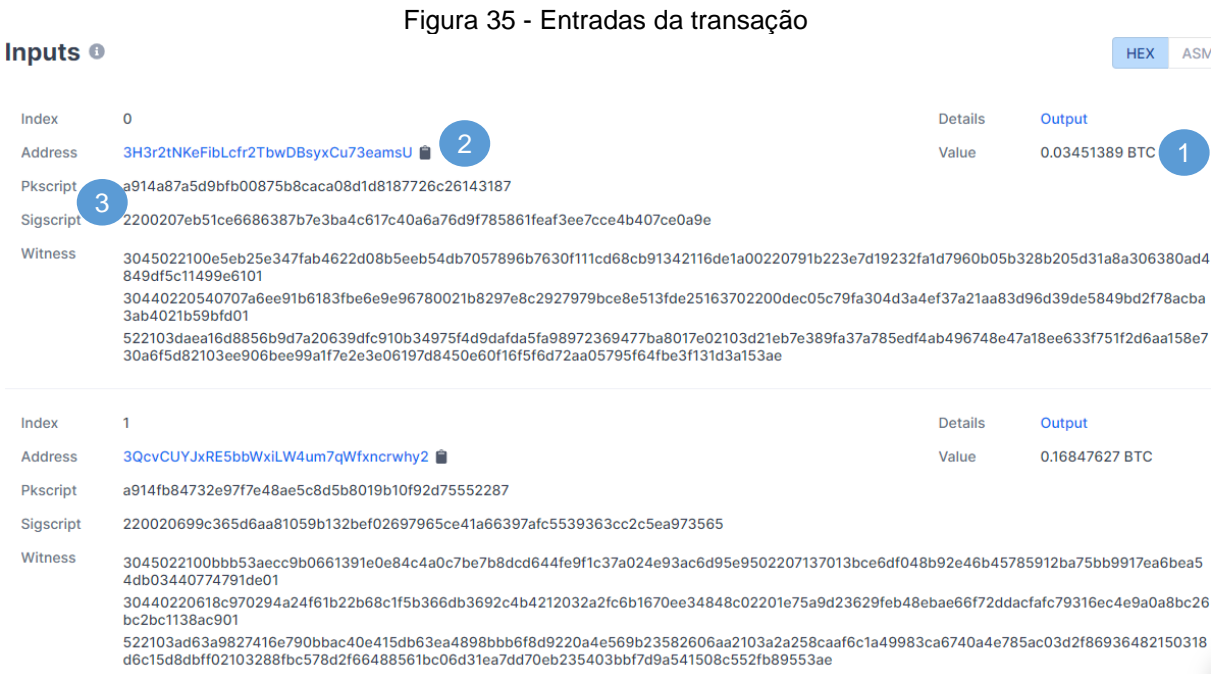 Figura 35 - Entradas da transação
Inputs
HEX ASM
Index 0 Details Output
Address 3H3r2tNKeFibLcfr2TbwDBsyxCu73eamsU 2 Value 0.03451389 BTC 1
Pkscript a914a87a5d9bfb00875b8caca08d1d8187726c26143187
3
Sigscript 2200207eb51ce6686387b7e3ba4c617c40a6a76d9f785861feaf3ee7cce4b407ce0a9e
Witness 3045022100e5eb25e347fab4622d08b5eeb54db7057896b7630f111cd68cb91342116de1a00220791b223e7d19232fa1d7960b05b328b205d31a8a306380ad4
849df5c11499e6101
30440220540707a6ee91b6183fbe6e9e96780021b8297e8c2927979bce8e513fde25163702200dec05c79fa304d3a4ef37a21aa83d96d39de5849bd2f78acba
3ab4021b59bfd01
522103daea16d8856b9d7a20639dfc910b34975f4d9dafda5fa98972369477ba8017e02103d21eb7e389fa37a785edf4ab496748e47a18ee633f751f2d6aa158e7
30a6f5d82103ee906bee99a1f7e2e3e06197d8450e60f16f5f6d72aa05795f64fbe3f131d3a153ae
Index 1 Details Output
Address 3QcvCUYJxRE5bbWxiLW4um7qWfxncrwhy2 Value 0.16847627 BTC
Pkscript a914fb84732e97f7e48ae5c8d5b8019b10f92d75552287
Sigscript 220020699c365d6aa81059b132bef02697965ce41a66397afc5539363cc2c5ea973565
Witness 3045022100bbb53aecc9b0661391e0e84c4a0c7be7b8dcd644fe9f1c37a024e93ac6d95e9502207137013bce6df048b92e46b45785912ba75bb9917ea6bea5
4db03440774791de01
30440220618c970294a24f61b22b68c1f5b366db3692c4b4212032a2fc6b1670ee34848c02201e75a9d23629feb48ebae66f72ddacfafc79316ec4e9a0a8bc26
bc2bc1138ac901
522103ad63a9827416e790bbac40e415db63ea4898bbb6f8d9220a4e569b23582606aa2103a2a258caaf6c1a49983ca6740a4e785ac03d2f86936482150318
d6c15d8dbff02103288fbc578d2f66488561bc06d31ea7dd70eb235403bbf7d9a541508c552fb89553ae